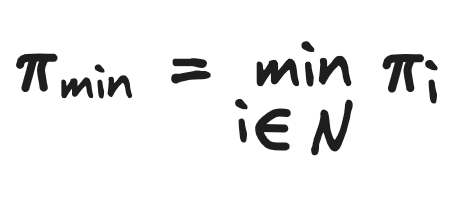 π_min = min π_i
i∈N